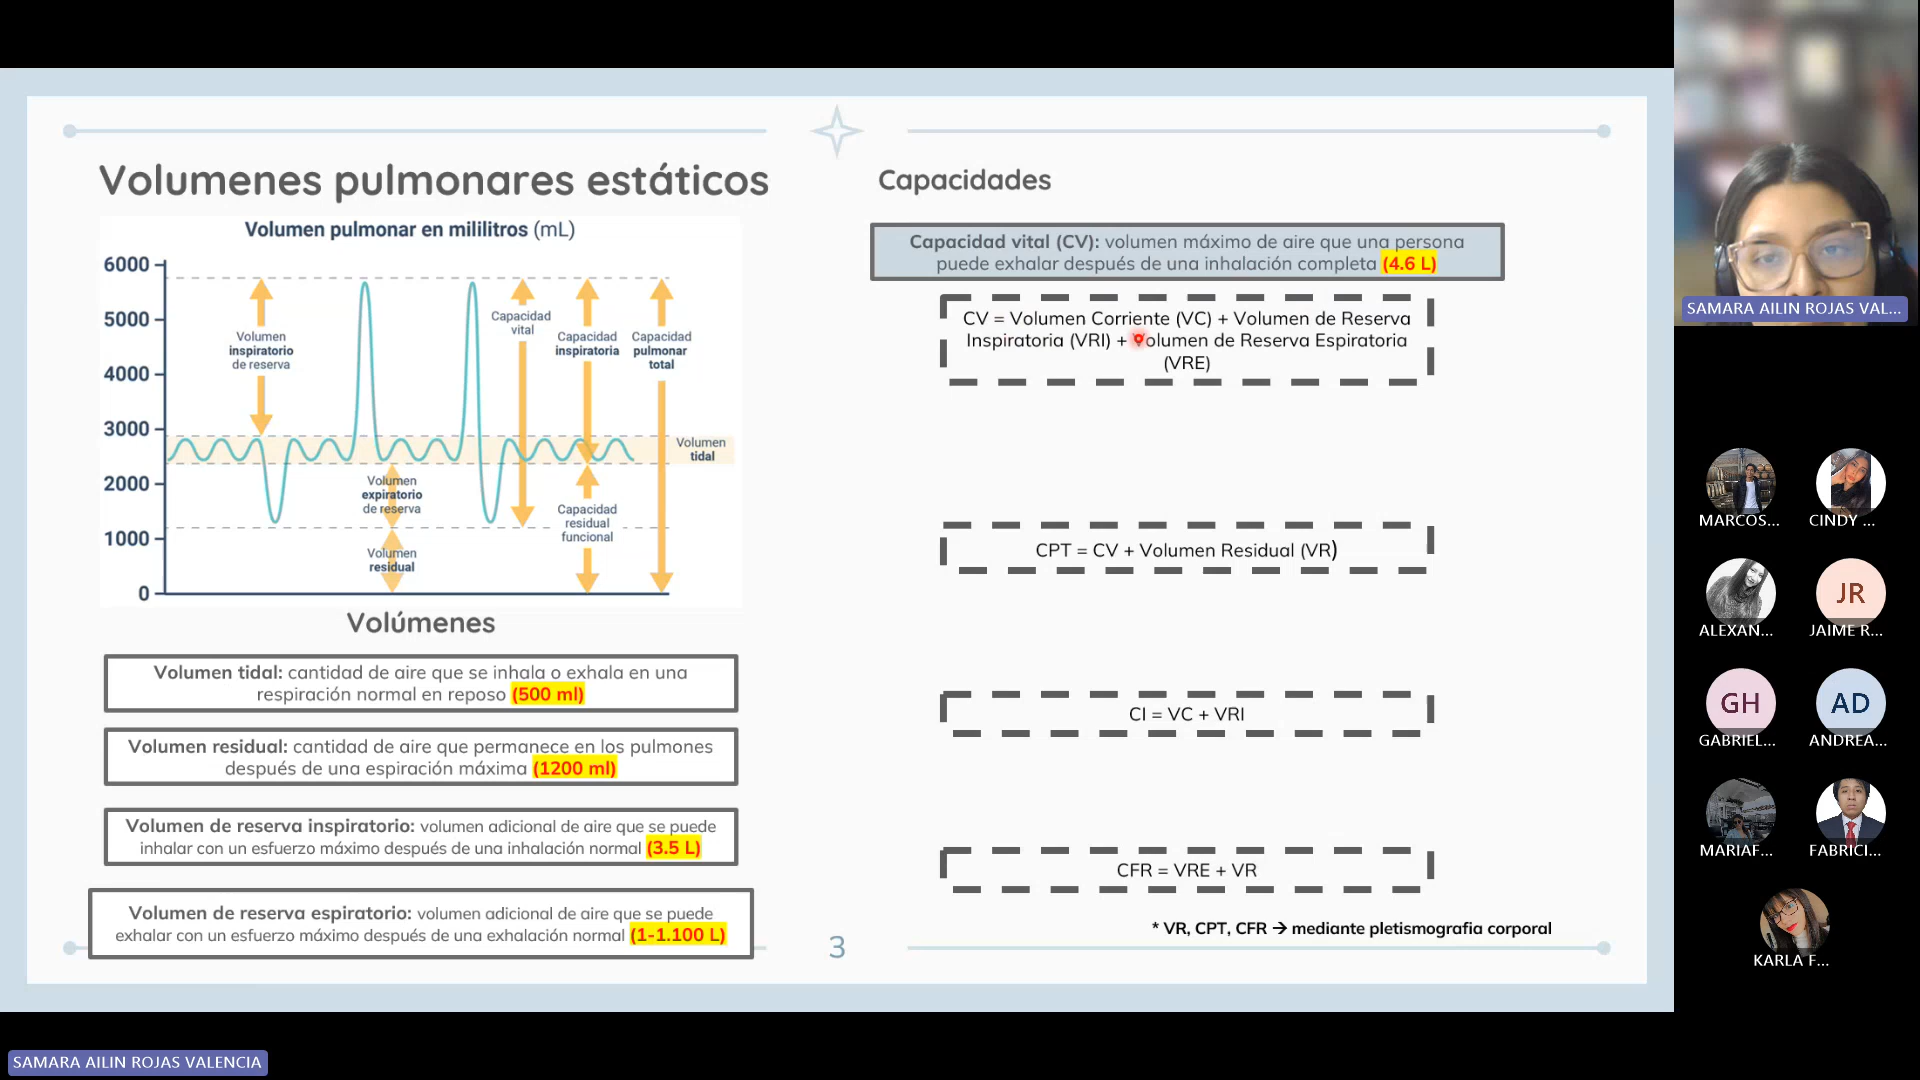 Volumenes pulmonares estáticos
Volumen pulmonar en mililitros (mL)
6000
5000
4000
3000
2000
1000
0
Volumen
inspiratorio
de reserva
Capacidad
vital
Capacidad
inspiratoria
Capacidad
pulmonar
total
Volumen
tidal
Volumen
expiratorio
de reserva
Volumen
residual
Capacidad
residual
funcional
Volúmenes
Volumen tidal: cantidad de aire que se inhala o exhala en una
respiración normal en reposo (500 ml)
Volumen residual: cantidad de aire que permanece en los pulmones
después de una espiración máxima (1200 ml)
Volumen de reserva inspiratorio: volumen adicional de aire que se puede
inhalar con un esfuerzo máximo después de una inhalación normal (3.5 L)
Volumen de reserva espiratorio: volumen adicional de aire que se puede
exhalar con un esfuerzo máximo después de una exhalación normal (1-1.100 L)
3
Capacidades
Capacidad vital (CV): volumen máximo de aire que una persona
puede exhalar después de una inhalación completa (4.6 L)
CV = Volumen Corriente (VC) + Volumen de Reserva
Inspiratoria (VRI) + Volumen de Reserva Espiratoria
(VRE)
CPT = CV + Volumen Residual (VR)
CI = VC + VRI
CFR = VRE + VR
* VR, CPT, CFR → mediante pletismografia corporal
SAMARA AILIN ROJAS VAL...
MARCOS...
CINDY ...
ALEXAN...
JR
JAIME R...
GH
GABRIEL...
AD
ANDREA...
MARIAF...
FABRICI...
KARLA F...
SAMARA AILIN ROJAS VALENCIA